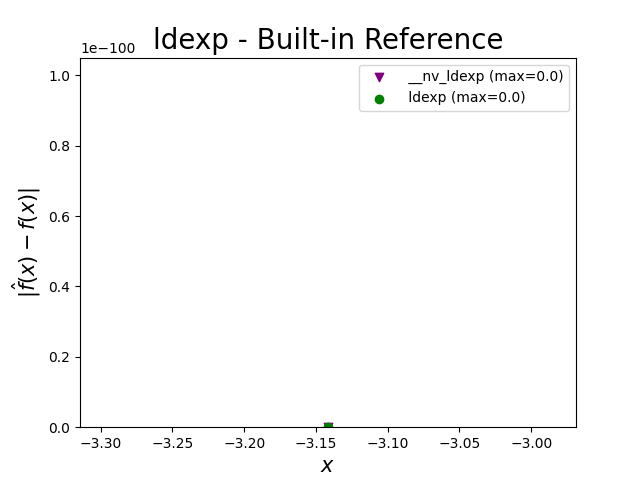 ldexp - Built-in Reference
1e−100
__nv_ldexp (max=0.0)
ldexp (max=0.0)
1.0
0.8
0.6
0.4
0.2
0.0
−3.30 −3.25 −3.20 −3.15 −3.10 −3.05 −3.00
x
|f̂(x) − f(x)|